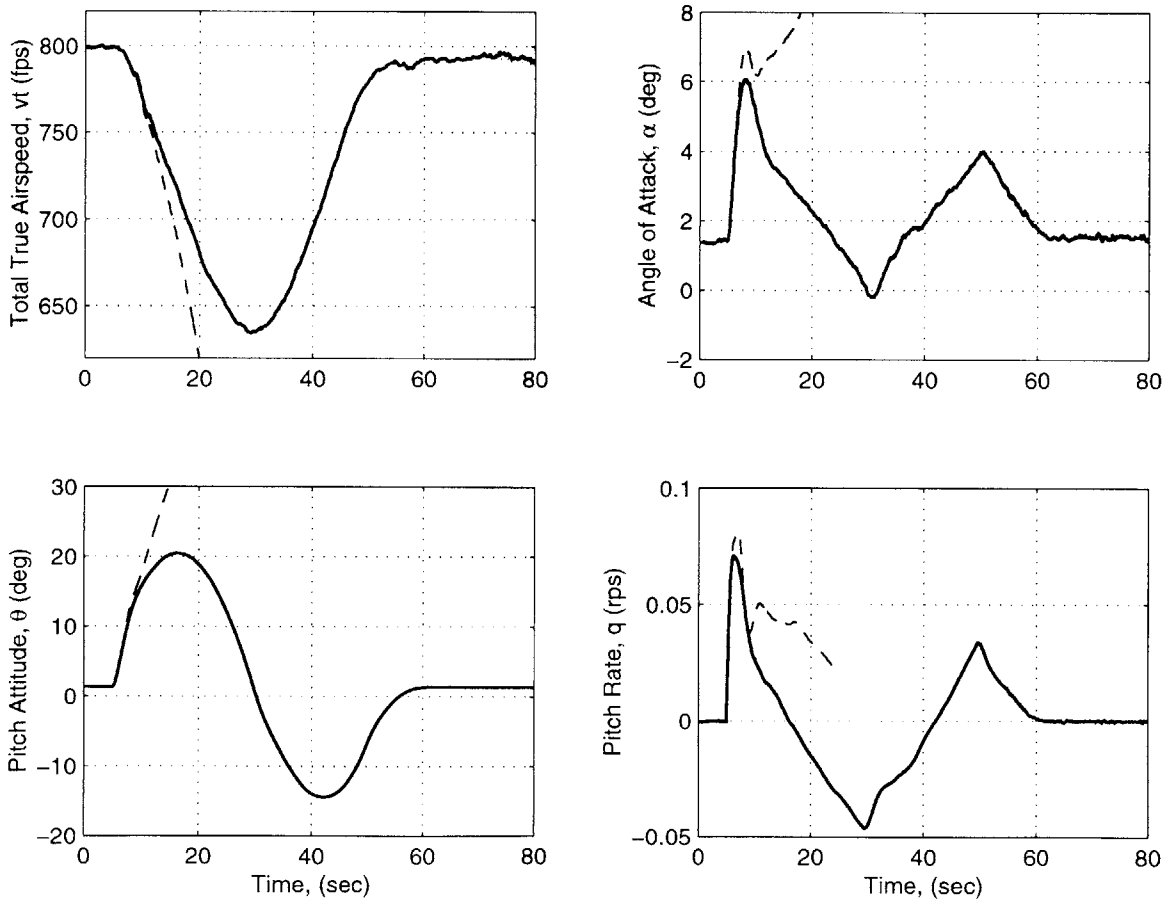 Total True Airspeed, vt (fps)
800
750
700
650
0 20 40 60 80
Angle of Attack, α (deg)
8
6
4
2
0
−2
0 20 40 60 80
Pitch Attitude, θ (deg)
30
20
10
0
−10
−20
0 20 40 60 80
Time, (sec)
Pitch Rate, q (rps)
0.1
0.05
0
−0.05
0 20 40 60 80
Time, (sec)